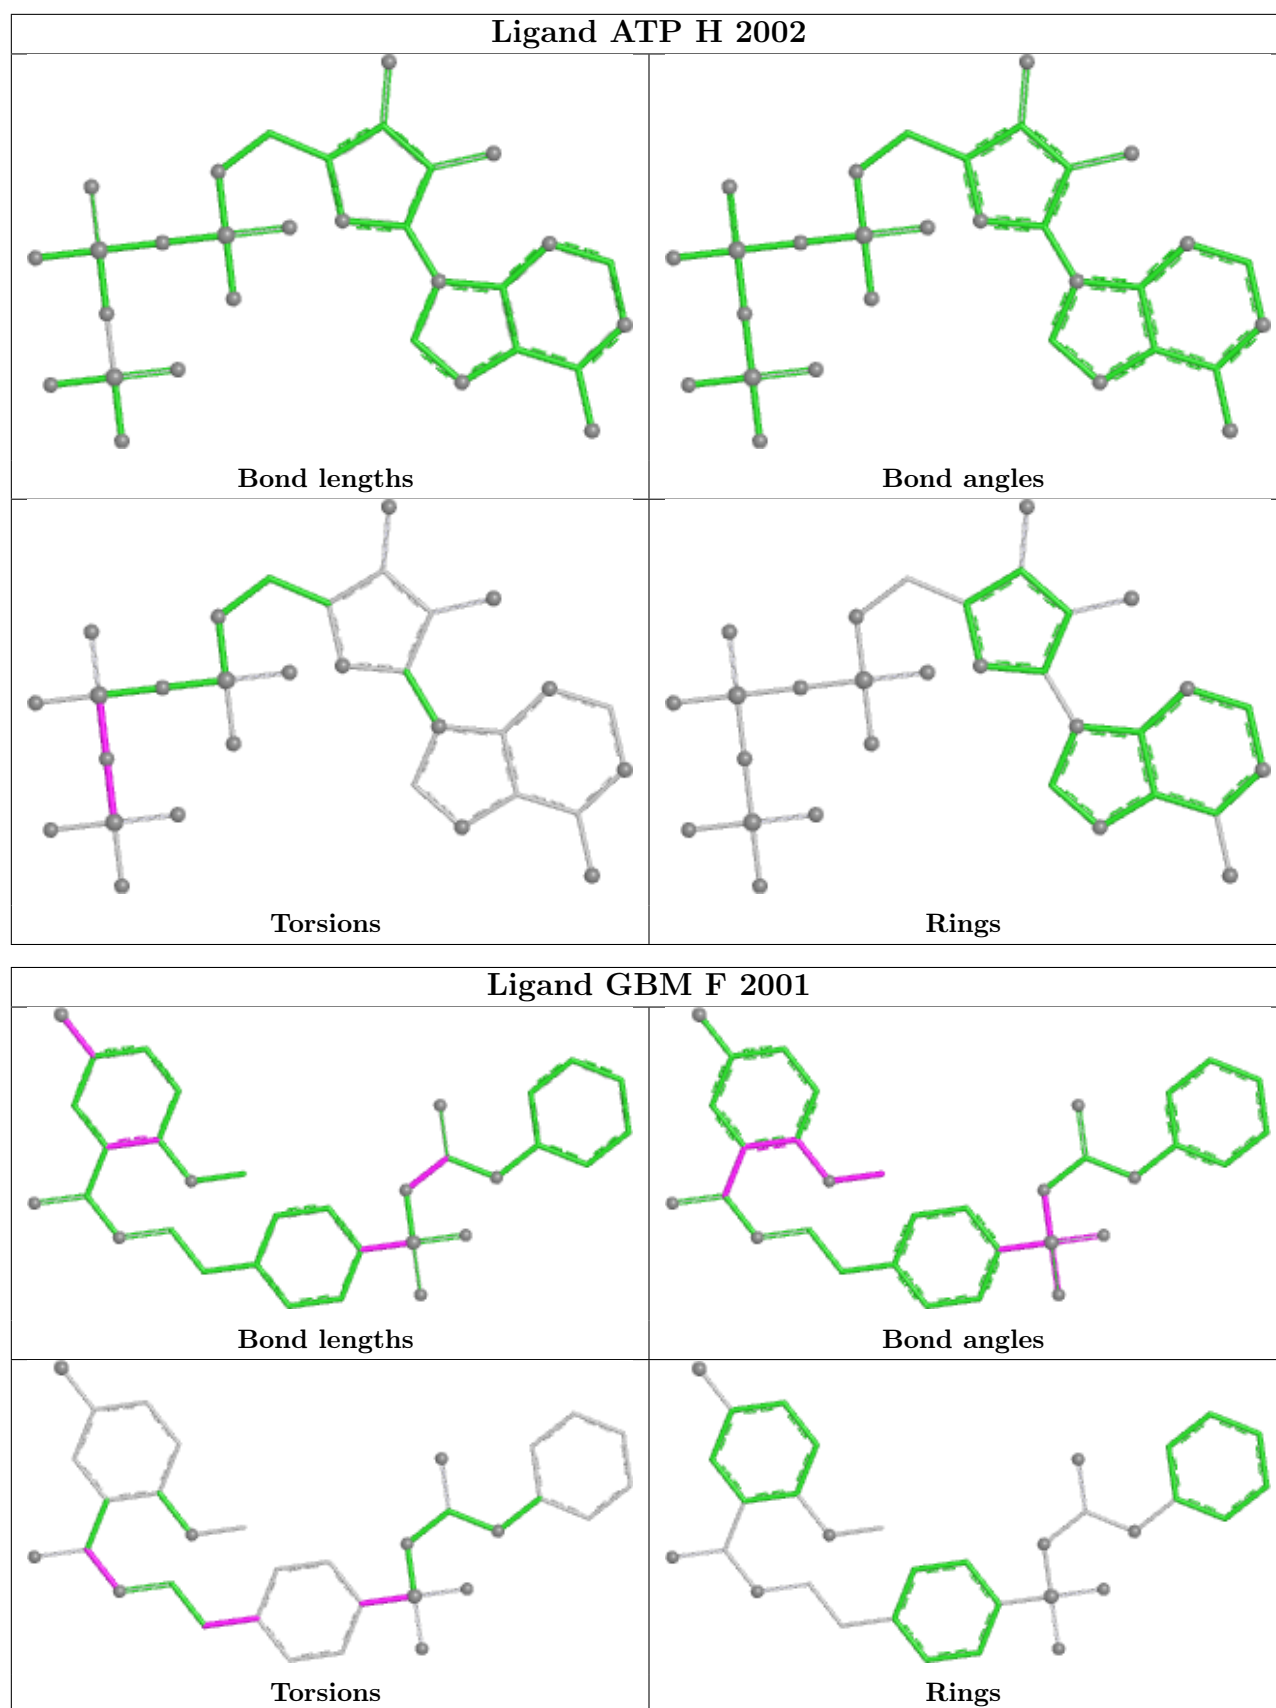 Ligand ATP H 2002
Bond lengths
Bond angles
Torsions
Rings
Ligand GBM F 2001
Bond lengths
Bond angles
Torsions
Rings